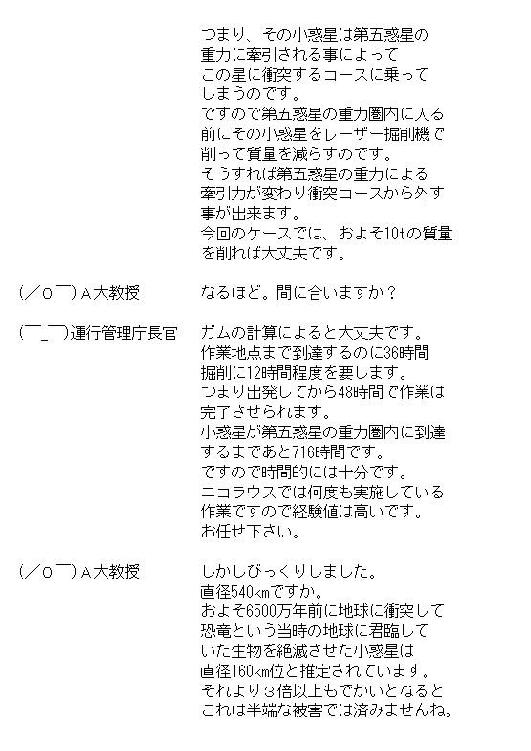 つまり、その小惑星は第五惑星の
重力に牽引される事によって
この星に衝突するコースに乗って
しまうのです。
ですので第五惑星の重力圏内に入る
前にその小惑星をレーザー掘削機で
削って質量を減らすのです。
そうすれば第五惑星の重力による
牽引力が変わり衝突コースから外す
事が出来ます。
今回のケースでは、およそ10tの質量
を削れば大丈夫です。
(／０￣)Ａ大教授 なるほど。間に合いますか？
(￣_￣)運行管理庁長官 ガムの計算によると大丈夫です。
作業地点まで到達するのに36時間
掘削に12時間程度を要します。
つまり出発してから48時間で作業は
完了させられます。
小惑星が第五惑星の重力圏内に到達
するまであと716時間です。
ですので時間的には十分です。
ニコラウスでは何度も実施している
作業ですので経験値は高いです。
お任せ下さい。
(／０￣)Ａ大教授 しかしびっくりしました。
直径540kmですか。
およそ6500万年前に地球に衝突して
恐竜という当時の地球に君臨して
いた生物を絶滅させた小惑星は
直径160km位と推定されています。
それより３倍以上もでかいとなると
これは半端な被害では済みませんね。